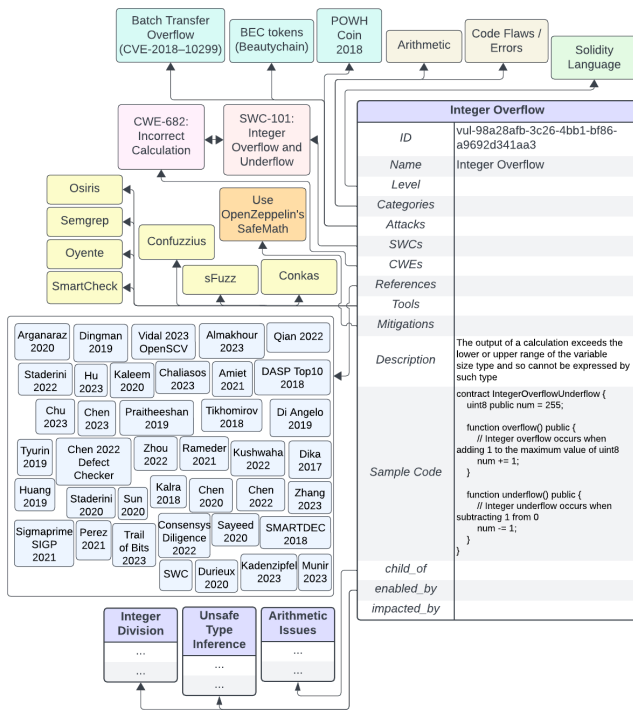 Batch Transfer
Overflow
(CVE-2018–10299)
BEC tokens
(Beautychain)
POWH
Coin
2018
Arithmetic
Code Flaws /
Errors
Solidity
Language
CWE-682:
Incorrect
Calculation
SWC-101:
Integer
Overflow and
Underflow
Osiris
Semgrep
Oyente
SmartCheck
Confuzzius
Use
OpenZeppelin's
SafeMath
sFuzz
Conkas
Integer Overflow
ID
vul-98a28afb-3c26-4bb1-bf86-
a9692d341aa3
Name
Integer Overflow
Level
Categories
Attacks
SWCs
CWEs
References
Tools
Mitigations
Description
The output of a calculation exceeds the
lower or upper range of the variable
size type and so cannot be expressed by
such type
Sample Code
contract IntegerOverflowUnderflow {
uint8 public num = 255;
function overflow() public {
// Integer overflow occurs when
adding 1 to the maximum value of uint8
num += 1;
}
function underflow() public {
// Integer underflow occurs when
subtracting 1 from 0
num -= 1;
}
}
child_of
enabled_by
impacted_by
Arganaraz
2020
Dingman
2019
Vidal 2023
OpenSCV
Almakhour
2023
Qian 2022
Staderini
2022
Hu
2023
Kaleem
2020
Chaliasos
2023
Amiet
2021
DASP Top10
2018
Chu
2023
Chen
2023
Praitheeshan
2019
Tikhomirov
2018
Di Angelo
2019
Tyurin
2019
Chen 2022
Defect
Checker
Zhou
2022
Rameder
2021
Kushwaha
2022
Dika
2017
Huang
2019
Staderini
2020
Sun
2020
Kalra
2018
Chen
2020
Chen
2022
Zhang
2023
Sigmaprime
SIGP
2021
Perez
2021
Trail
of Bits
2023
Consensys
Diligence
2022
Sayeed
2020
SMARTDEC
2018
SWC
Durieux
2020
Kadenzipfel
2023
Munir
2023
Integer
Division
...
...
Unsafe
Type
Inference
...
...
Arithmetic
Issues
...
...